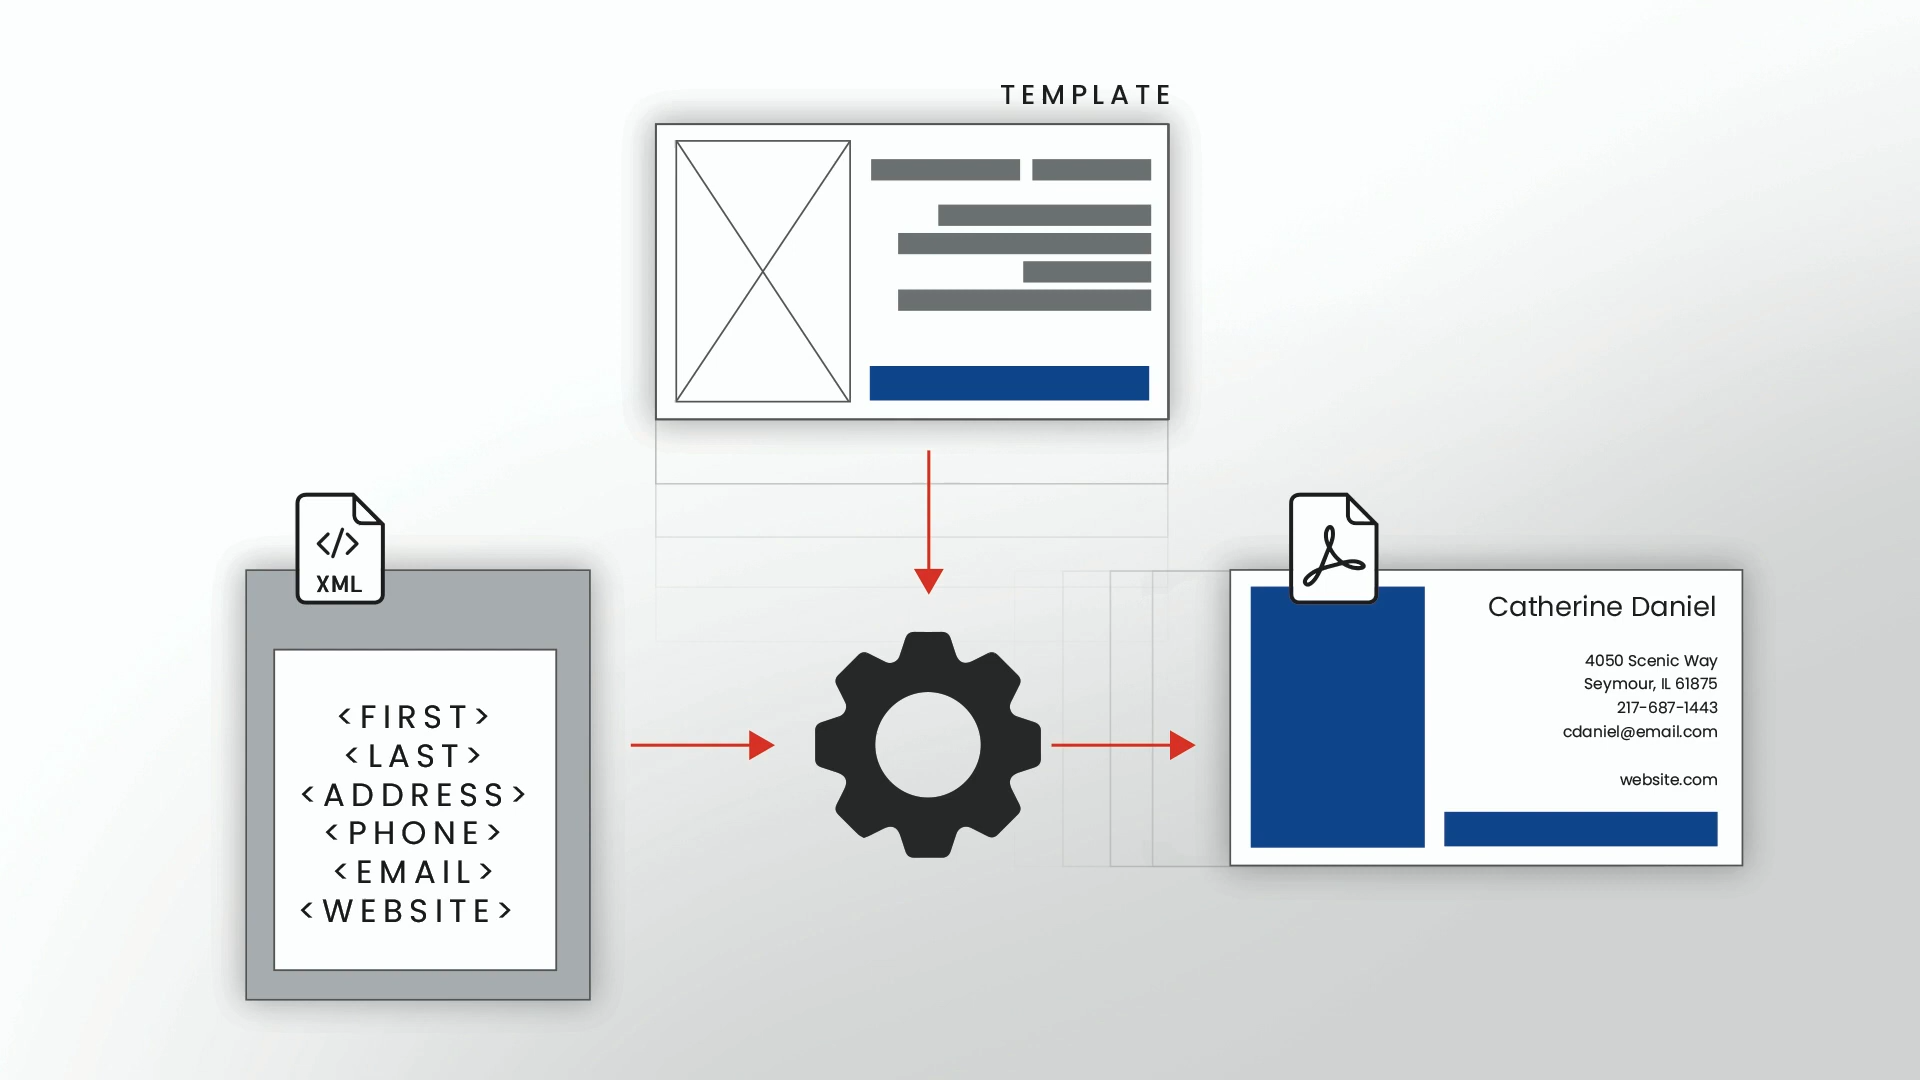 TEMPLATE
XML
<FIRST>
<LAST>
<ADDRESS>
<PHONE>
<EMAIL>
<WEBSITE>
Catherine Daniel
4050 Scenic Way
Seymour, IL 61875
217-687-1443
cdaniel@email.com
website.com